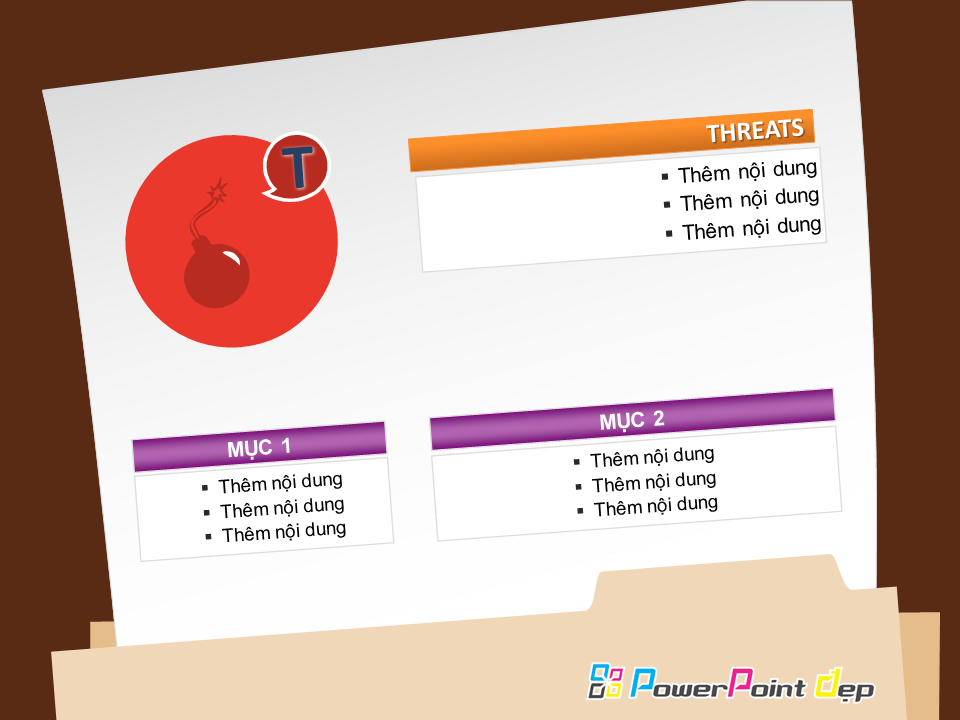 T
THREATS
▪ Thêm nội dung
▪ Thêm nội dung
▪ Thêm nội dung
MỤC 1
▪ Thêm nội dung
▪ Thêm nội dung
▪ Thêm nội dung
MỤC 2
▪ Thêm nội dung
▪ Thêm nội dung
▪ Thêm nội dung
PowerPoint đẹp